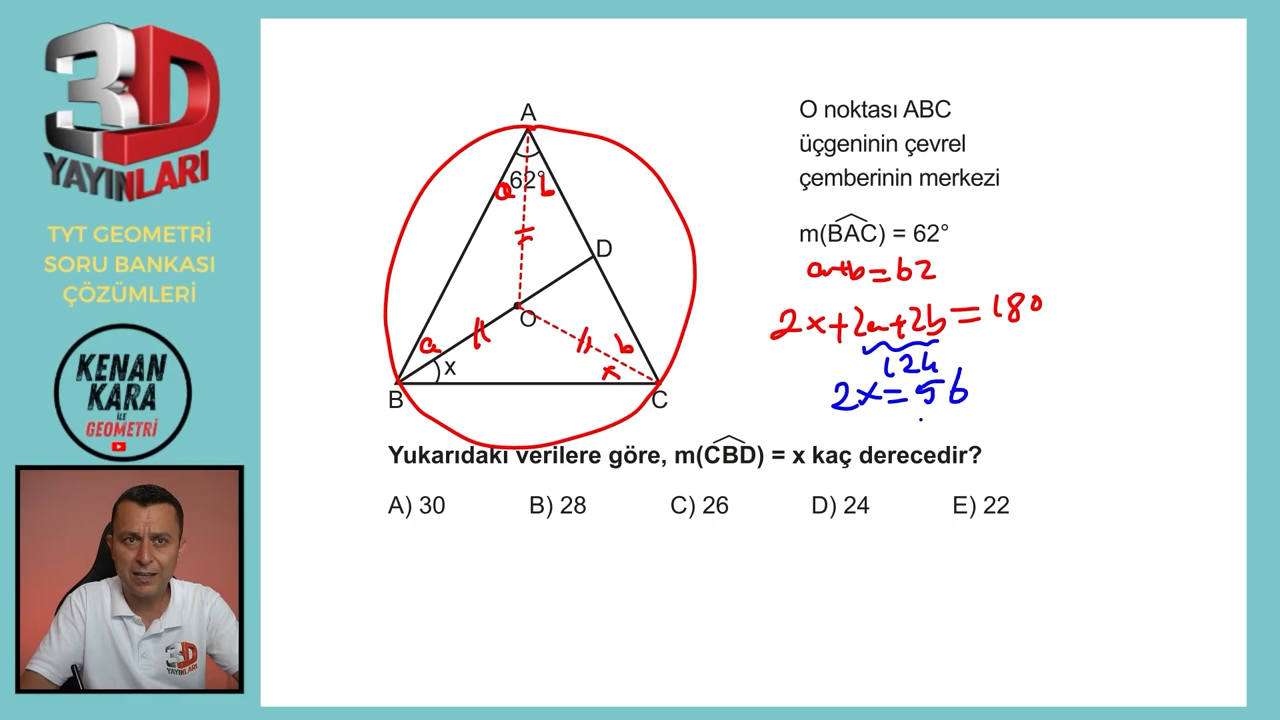 3D
YAYINLARI
TYT GEOMETRİ
SORU BANKASI
ÇÖZÜMLERİ
KENAN
KARA
İLE
GEOMETRİ
3D
YAYINLARI
A
62°
a
b
D
O
a
x
b
x
B
C
O noktası ABC
üçgeninin çevrel
çemberinin merkezi
m(BAC) = 62°
a+b=62
2x+2a+2b=180
124
2x=56
Yukarıdaki verilere göre, m(CBD) = x kaç derecedir?
A) 30 B) 28 C) 26 D) 24 E) 22